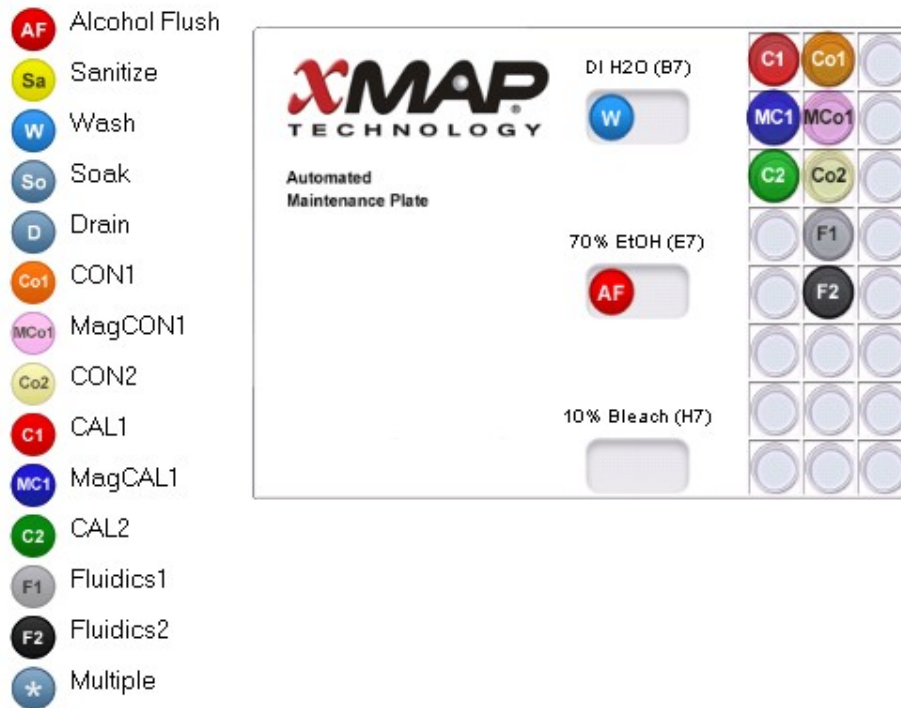 AF Alcohol Flush
Sa Sanitize
W Wash
So Soak
D Drain
Co1 CON1
MCo1 MagCON1
Co2 CON2
C1 CAL1
MC1 MagCAL1
C2 CAL2
F1 Fluidics1
F2 Fluidics2
* Multiple
xMAP®
TECHNOLOGY
Automated
Maintenance Plate
DI H2O (B7)
W
70% EtOH (E7)
AF
10% Bleach (H7)
C1 Co1
MC1 MCo1
C2 Co2
F1
F2